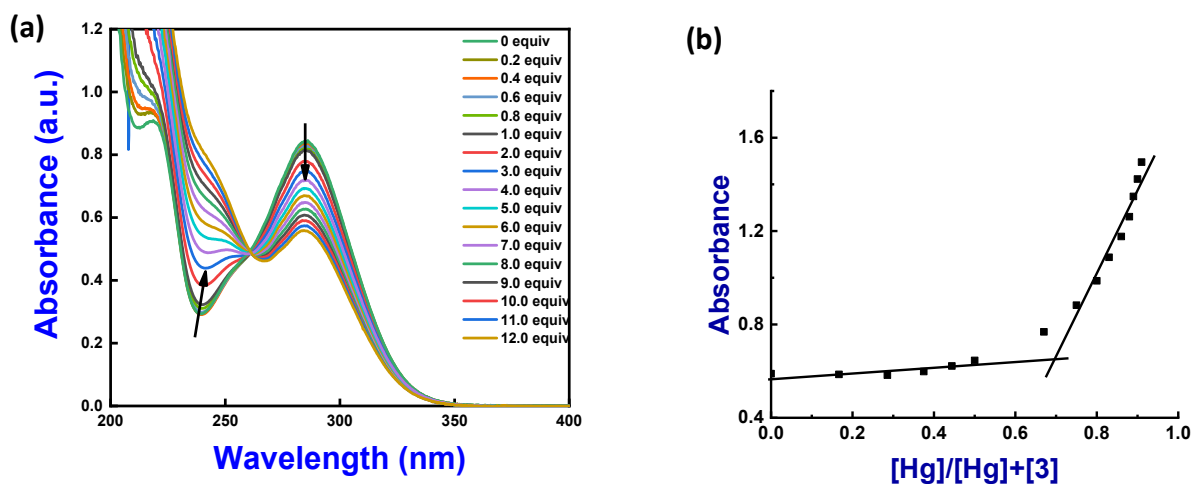 (a)
1.2
1.0
0.8
0.6
0.4
0.2
0.0
Absorbance (a.u.)
200
250
300
350
400
Wavelength (nm)
0 equiv
0.2 equiv
0.4 equiv
0.6 equiv
0.8 equiv
1.0 equiv
2.0 equiv
3.0 equiv
4.0 equiv
5.0 equiv
6.0 equiv
7.0 equiv
8.0 equiv
9.0 equiv
10.0 equiv
11.0 equiv
12.0 equiv
(b)
1.6
1.2
0.8
0.4
Absorbance
0.0
0.2
0.4
0.6
0.8
1.0
[Hg]/[Hg]+[3]